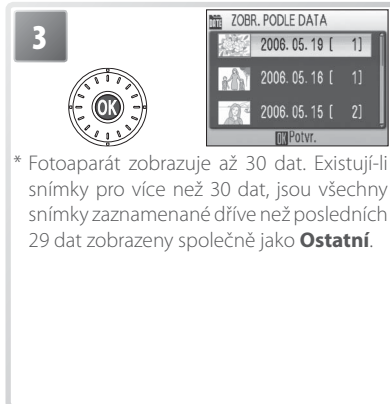 3
ZOBR. PODLE DATA
2006. 05. 19 [ 1]
2006. 05. 16 [ 1]
2006. 05. 15 [ 2]
OK Potvr.
OK
* Fotoaparát zobrazuje až 30 dat. Existují-li
snímky pro více než 30 dat, jsou všechny
snímky zaznamenané dříve než posledních
29 dat zobrazeny společně jako Ostatní.